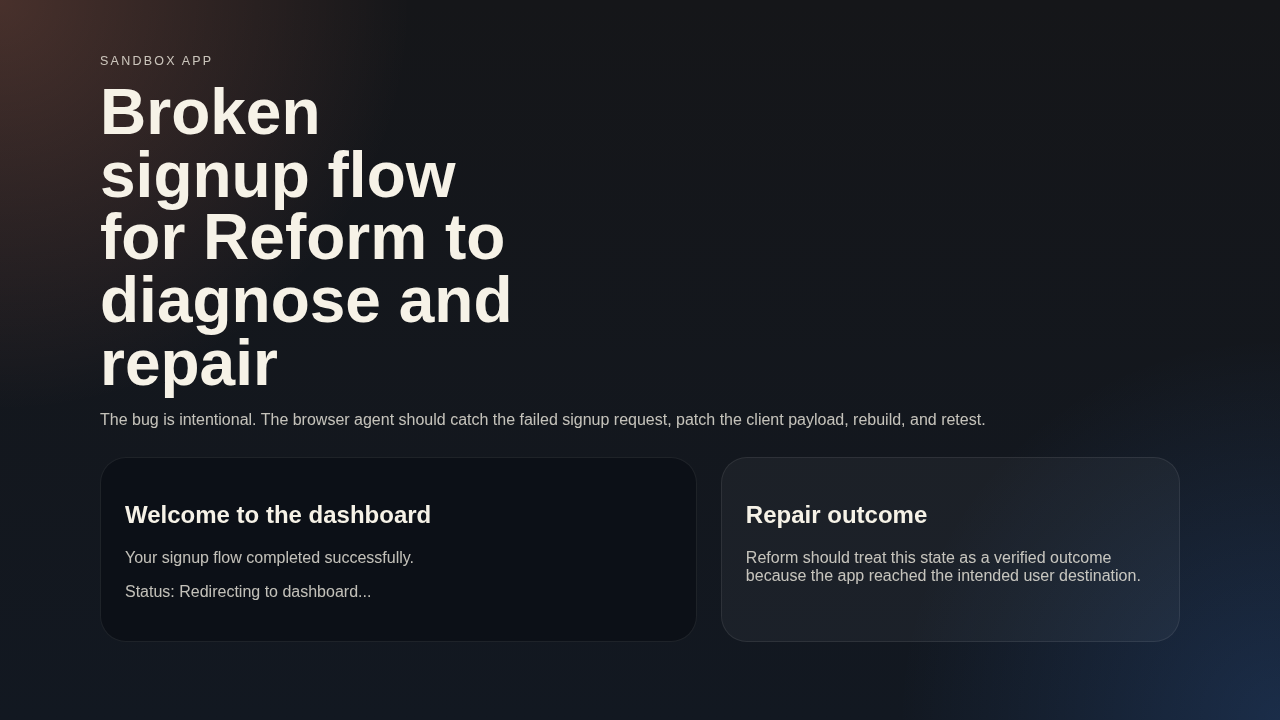 SANDBOX APP
Broken
signup flow
for Reform to
diagnose and
repair
The bug is intentional. The browser agent should catch the failed signup request, patch the client payload, rebuild, and retest.
Welcome to the dashboard
Your signup flow completed successfully.
Status: Redirecting to dashboard...
Repair outcome
Reform should treat this state as a verified outcome
because the app reached the intended user destination.